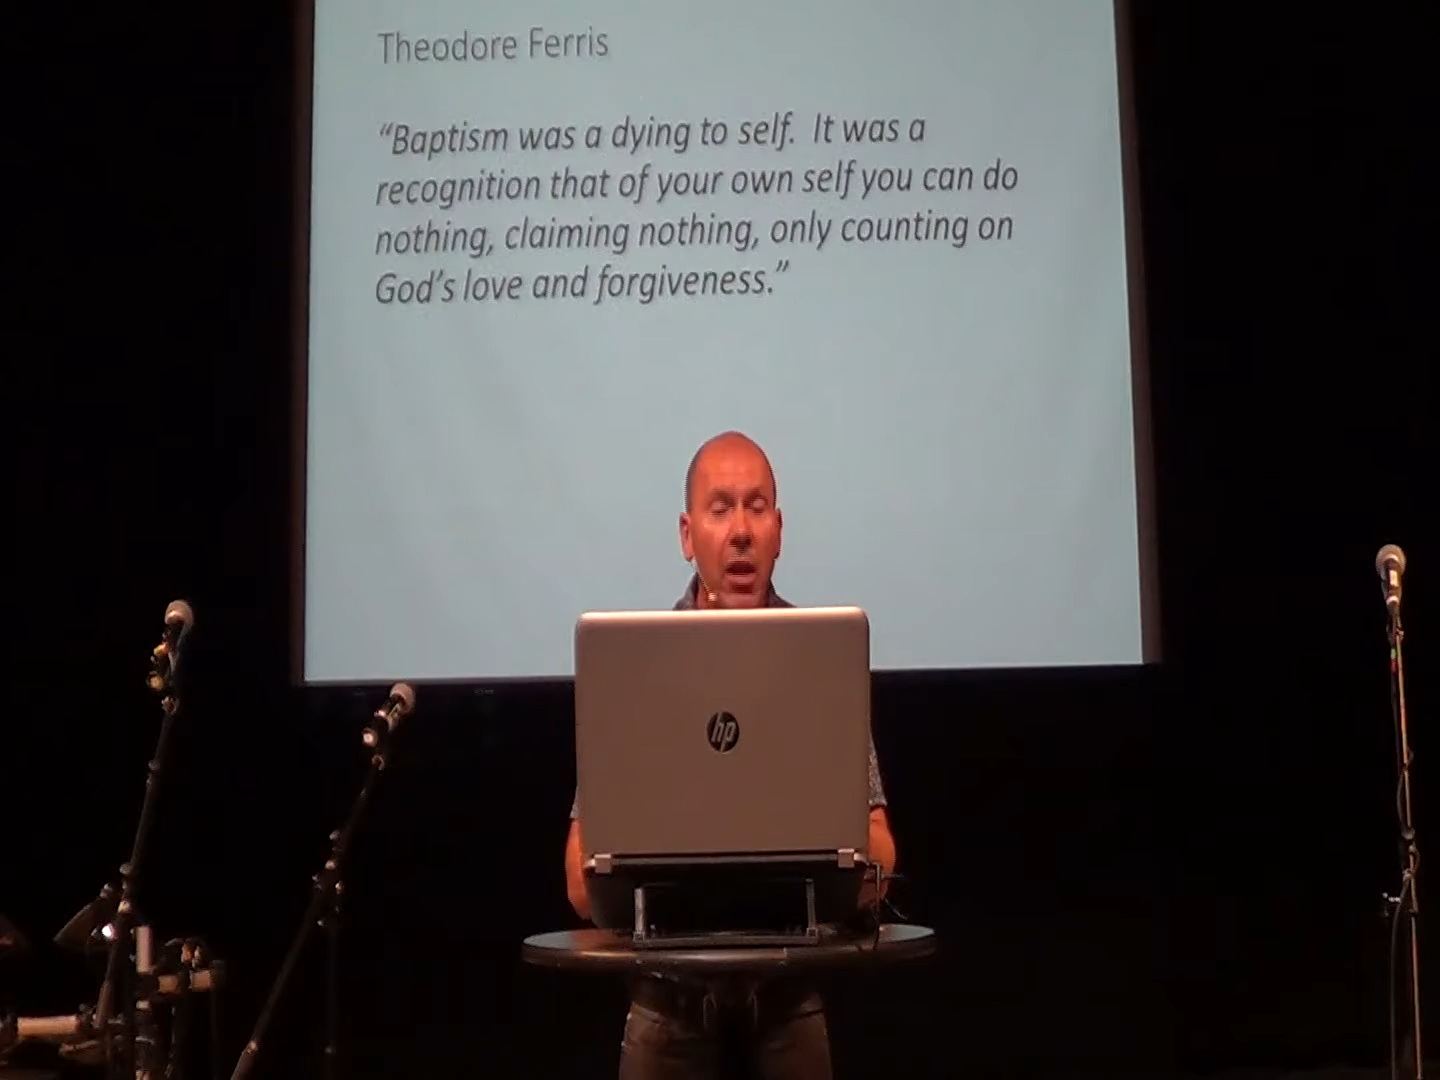 Theodore Ferris
“Baptism was a dying to self.  It was a
recognition that of your own self you can do
nothing, claiming nothing, only counting on
God’s love and forgiveness.”
hp